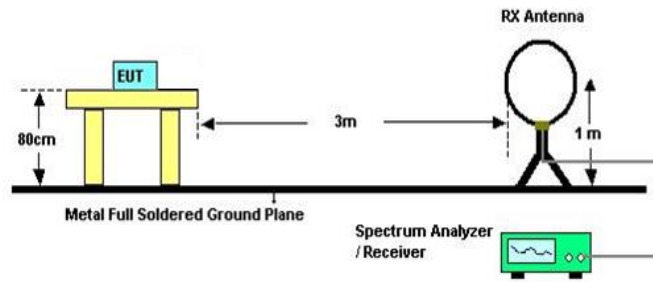 RX Antenna
EUT
3m
1 m
80cm
Metal Full Soldered Ground Plane
Spectrum Analyzer
/ Receiver